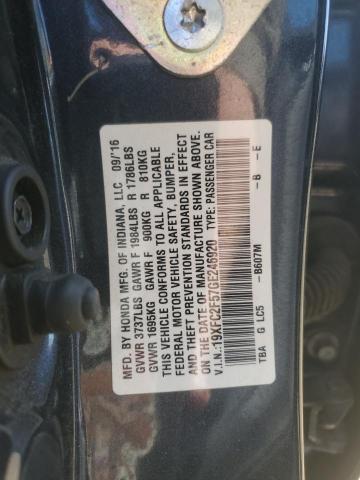 MFD. BY HONDA MFG. OF INDIANA, LLC 09/16
GVWR 3737LBS GAWR F 1984LBS R 1786LBS
GVWR 1695KG GAWR F 900KG R 810KG
THIS VEHICLE CONFORMS TO ALL APPLICABLE
FEDERAL MOTOR VEHICLE SAFETY, BUMPER,
THEFT PREVENTION STANDARDS IN EFFECT
ON THE DATE OF MANUFACTURE SHOWN ABOVE.
V.I.N.:19XFC2F57GE246920 TYPE: PASSENGER CAR
TBA G LC5 -B607M -B -E